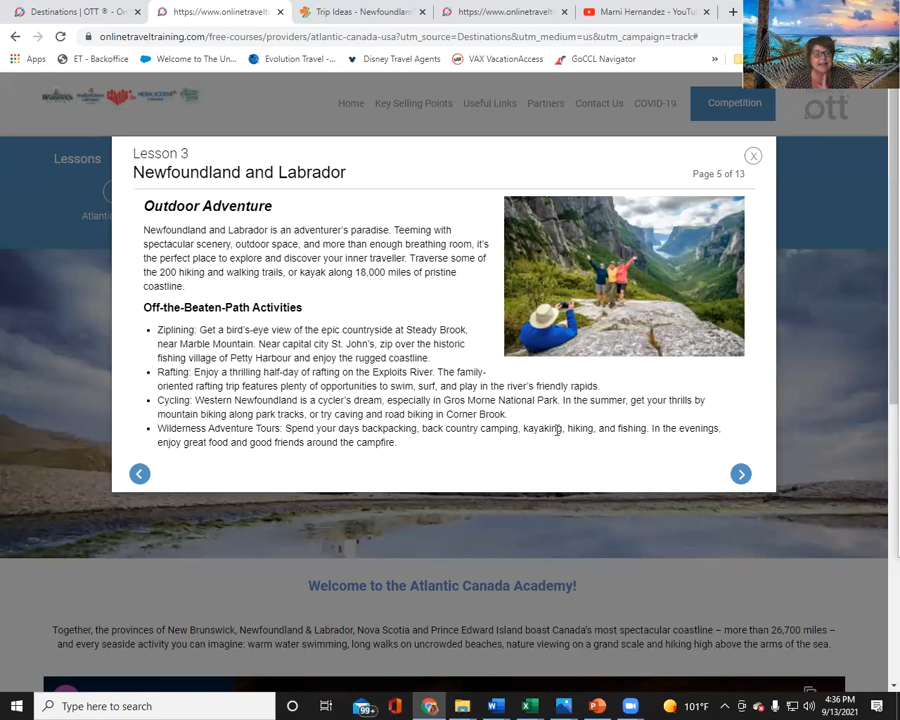 Destinations | OTT ® - On
https://www.onlinetravelt
Trip Ideas - Newfoundlan
https://www.onlinetravelt
Marni Hernandez - YouTu
onlinetraveltraining.com/free-courses/providers/atlantic-canada-usa?utm_source=Destinations&utm_medium=us&utm_campaign=track#
Apps
ET - Backoffice
Welcome to The Un
Evolution Travel -
Disney Travel Agents
VAX VacationAccess
GoCCL Navigator
»
Home
Key Selling Points
Useful Links
Partners
Contact Us
COVID-19
Competition
ott
Lessons
Atlantic
Lesson 3
Newfoundland and Labrador
X
Page 5 of 13
Outdoor Adventure
Newfoundland and Labrador is an adventurer's paradise. Teeming with
spectacular scenery, outdoor space, and more than enough breathing room, it's
the perfect place to explore and discover your inner traveller. Traverse some of
the 200 hiking and walking trails, or kayak along 18,000 miles of pristine
coastline.
Off-the-Beaten-Path Activities
• Ziplining: Get a bird's-eye view of the epic countryside at Steady Brook,
near Marble Mountain. Near capital city St. John's, zip over the historic
fishing village of Petty Harbour and enjoy the rugged coastline.
• Rafting: Enjoy a thrilling half-day of rafting on the Exploits River. The family-
oriented rafting trip features plenty of opportunities to swim, surf, and play in the river's friendly rapids.
• Cycling: Western Newfoundland is a cycler's dream, especially in Gros Morne National Park. In the summer, get your thrills by
mountain biking along park tracks, or try caving and road biking in Corner Brook.
• Wilderness Adventure Tours: Spend your days backpacking, back country camping, kayaking, hiking, and fishing. In the evenings,
enjoy great food and good friends around the campfire.
Welcome to the Atlantic Canada Academy!
Together, the provinces of New Brunswick, Newfoundland & Labrador, Nova Scotia and Prince Edward Island boast Canada's most spectacular coastline – more than 26,700 miles –
and every seaside activity you can imagine: warm water swimming, long walks on uncrowded beaches, nature viewing on a grand scale and hiking high above the arms of the sea.
Type here to search
99+
101°F
4:36 PM
9/13/2021